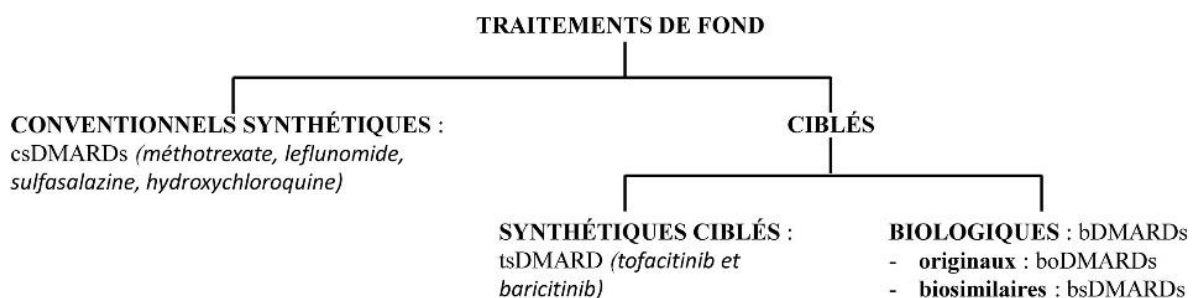 TRAITEMENTS DE FOND
CONVENTIONNELS SYNTHÉTIQUES :
csDMARDs (méthotrexate, leflunomide,
sulfasalazine, hydroxychloroquine)
CIBLÉS
SYNTHÉTIQUES CIBLÉS :
tsDMARD (tofacitinib et
baricitinib)
BIOLOGIQUES : bDMARDs
- originaux : boDMARDs
- biosimilaires : bsDMARDs